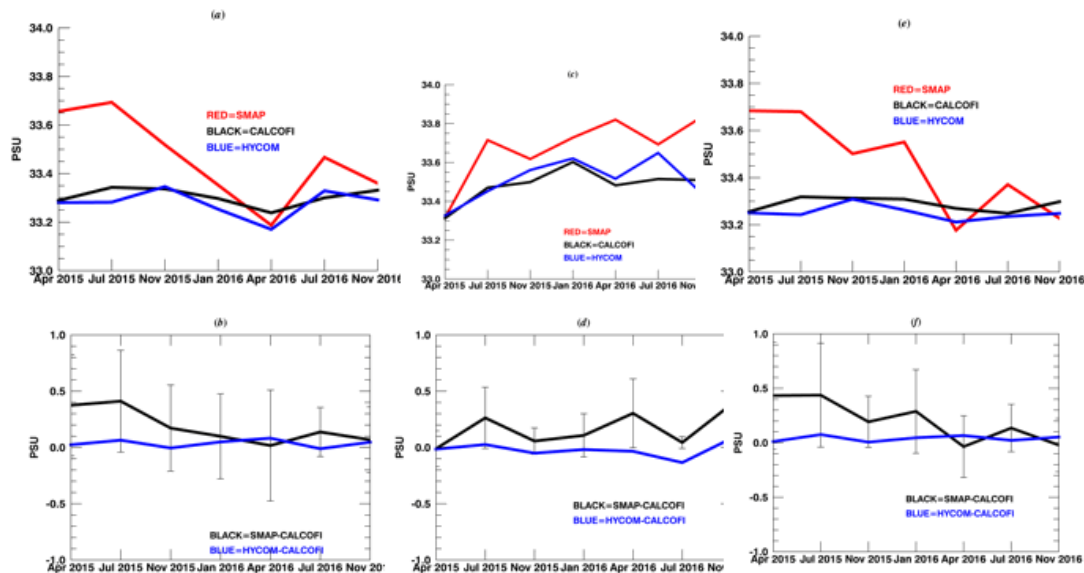 (a)
34.0
33.8
33.6
33.4
33.2
33.0
PSU
RED=SMAP
BLACK=CALCOFI
BLUE=HYCOM
Apr 2015 Jul 2015 Nov 2015 Jan 2016 Apr 2016 Jul 2016 Nov 2016
(c)
34.0
33.8
33.6
33.4
33.2
33.0
PSU
RED=SMAP
BLACK=CALCOFI
BLUE=HYCOM
Apr 2015 Jul 2015 Nov 2015 Jan 2016 Apr 2016 Jul 2016 Nov
(e)
34.0
33.8
33.6
33.4
33.2
33.0
PSU
RED=SMAP
BLACK=CALCOFI
BLUE=HYCOM
Apr 2015 Jul 2015 Nov 2015 Jan 2016 Apr 2016 Jul 2016 Nov 2016
(b)
1.0
0.5
0.0
-0.5
-1.0
PSU
BLACK=SMAP-CALCOFI
BLUE=HYCOM-CALCOFI
Apr 2015 Jul 2015 Nov 2015 Jan 2016 Apr 2016 Jul 2016 Nov 201
(d)
1.0
0.5
0.0
-0.5
-1.0
PSU
BLACK=SMAP-CALCOFI
BLUE=HYCOM-CALCOFI
Apr 2015 Jul 2015 Nov 2015 Jan 2016 Apr 2016 Jul 2016 Nov
(f)
1.0
0.5
0.0
-0.5
-1.0
PSU
BLACK=SMAP-CALCOFI
BLUE=HYCOM-CALCOFI
Apr 2015 Jul 2015 Nov 2015 Jan 2016 Apr 2016 Jul 2016 Nov 2016